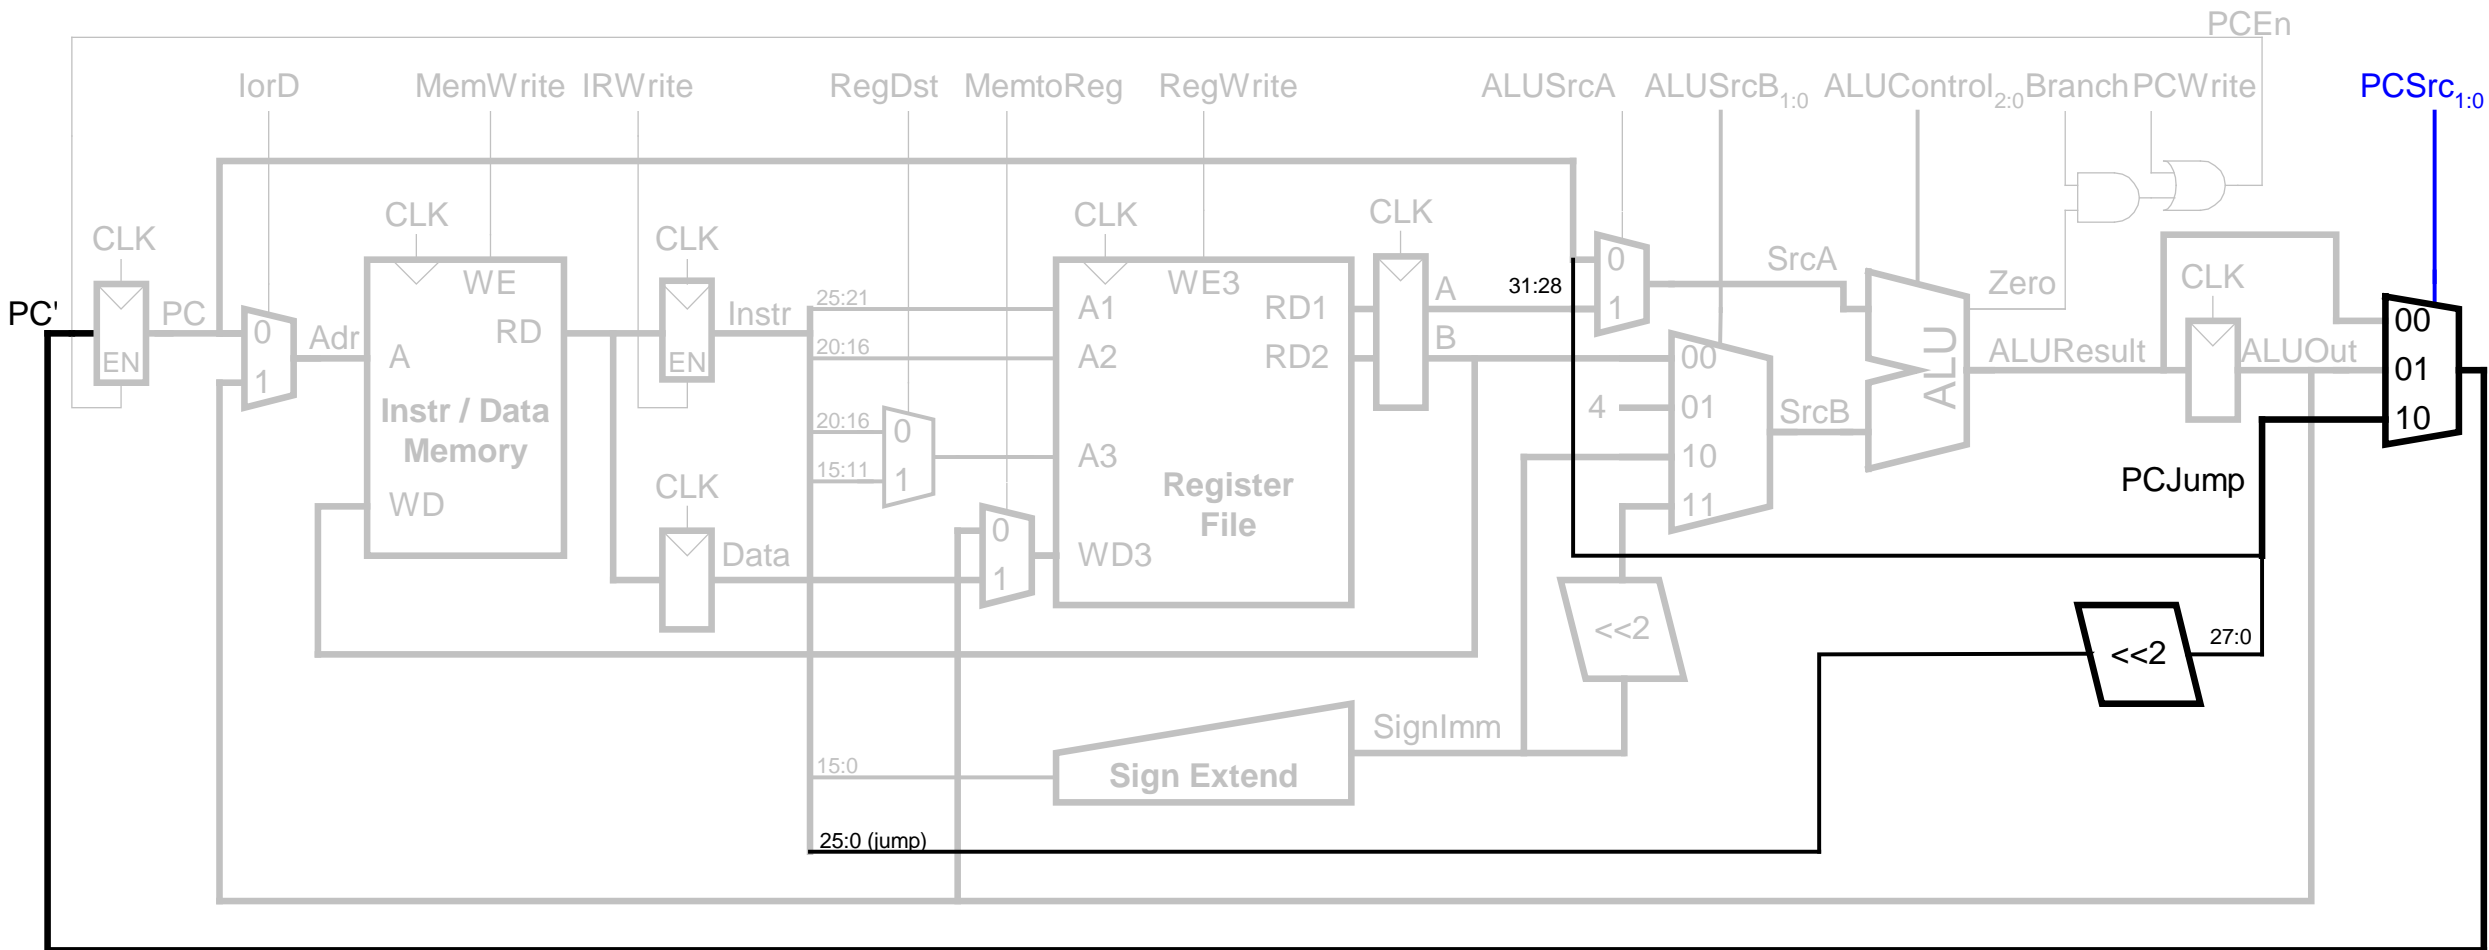 PCEn
IorD
MemWrite
IRWrite
RegDst
MemtoReg
RegWrite
ALUSrcA
ALUSrcB1:0
ALUControl2:0
Branch
PCWrite
PCSrc1:0
CLK
CLK
CLK
CLK
CLK
CLK
PC'
EN
PC
0
1
Adr
WE
A
RD
Instr / Data
Memory
WD
EN
Instr
CLK
Data
25:21
20:16
20:16
15:11
0
1
0
1
A1
A2
A3
WD3
WE3
RD1
RD2
Register
File
A
B
31:28
0
1
SrcA
00
4
01
10
11
SrcB
ALU
Zero
ALUResult
ALUOut
00
01
10
PCJump
<<2
<<2
27:0
SignImm
15:0
Sign Extend
25:0 (jump)